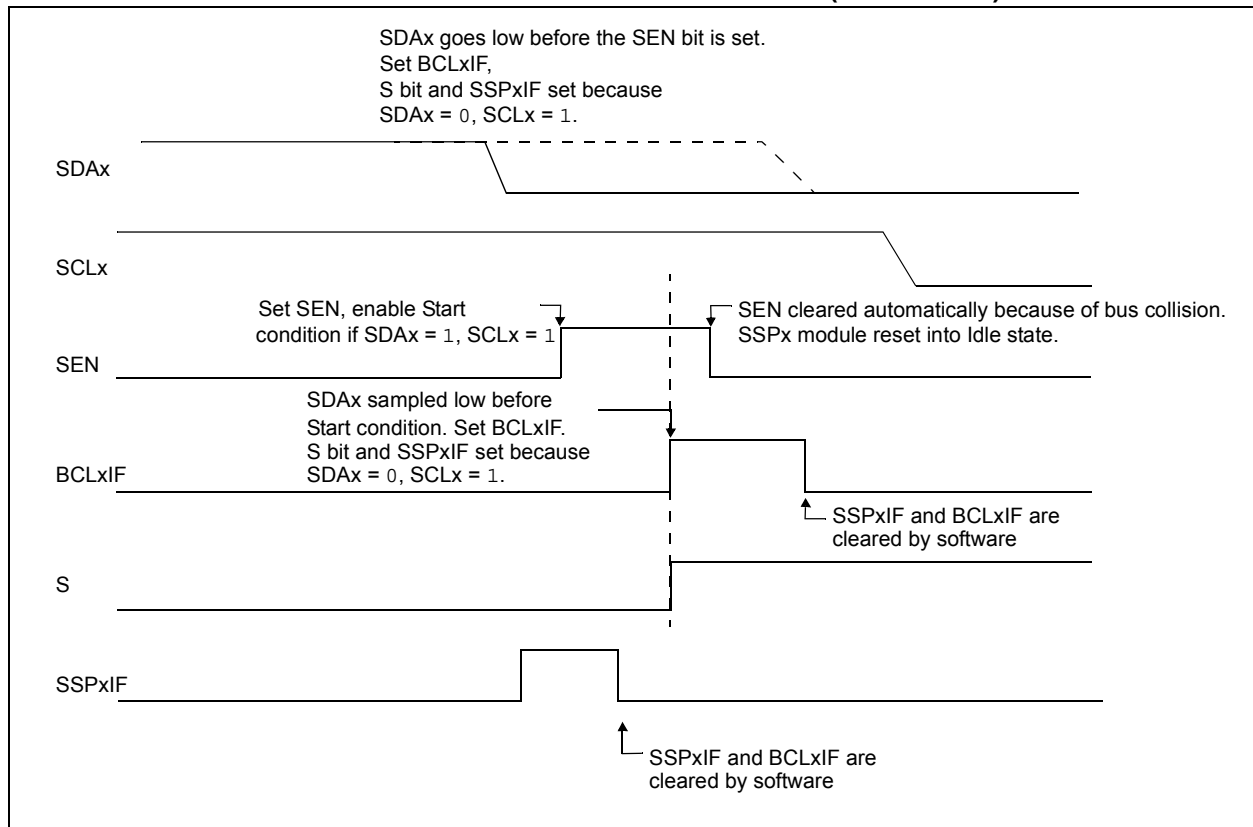 SDAx goes low before the SEN bit is set.
Set BCLxIF,
S bit and SSPxIF set because
SDAx = 0, SCLx = 1.
SDAx
SCLx
Set SEN, enable Start
condition if SDAx = 1, SCLx = 1
SEN cleared automatically because of bus collision.
SSPx module reset into Idle state.
SEN
SDAx sampled low before
Start condition. Set BCLxIF.
S bit and SSPxIF set because
SDAx = 0, SCLx = 1.
BCLxIF
SSPxIF and BCLxIF are
cleared by software
S
SSPxIF
SSPxIF and BCLxIF are
cleared by software